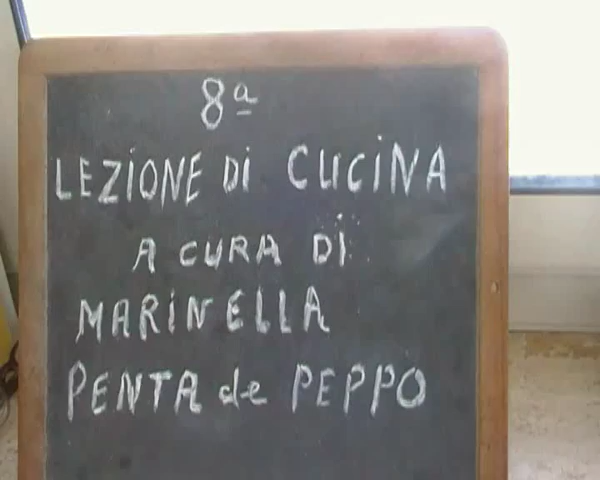 8ª
LEZIONE Di CUCiNA
A CURA Di
MARiNELLA
PENTA de PEPPO